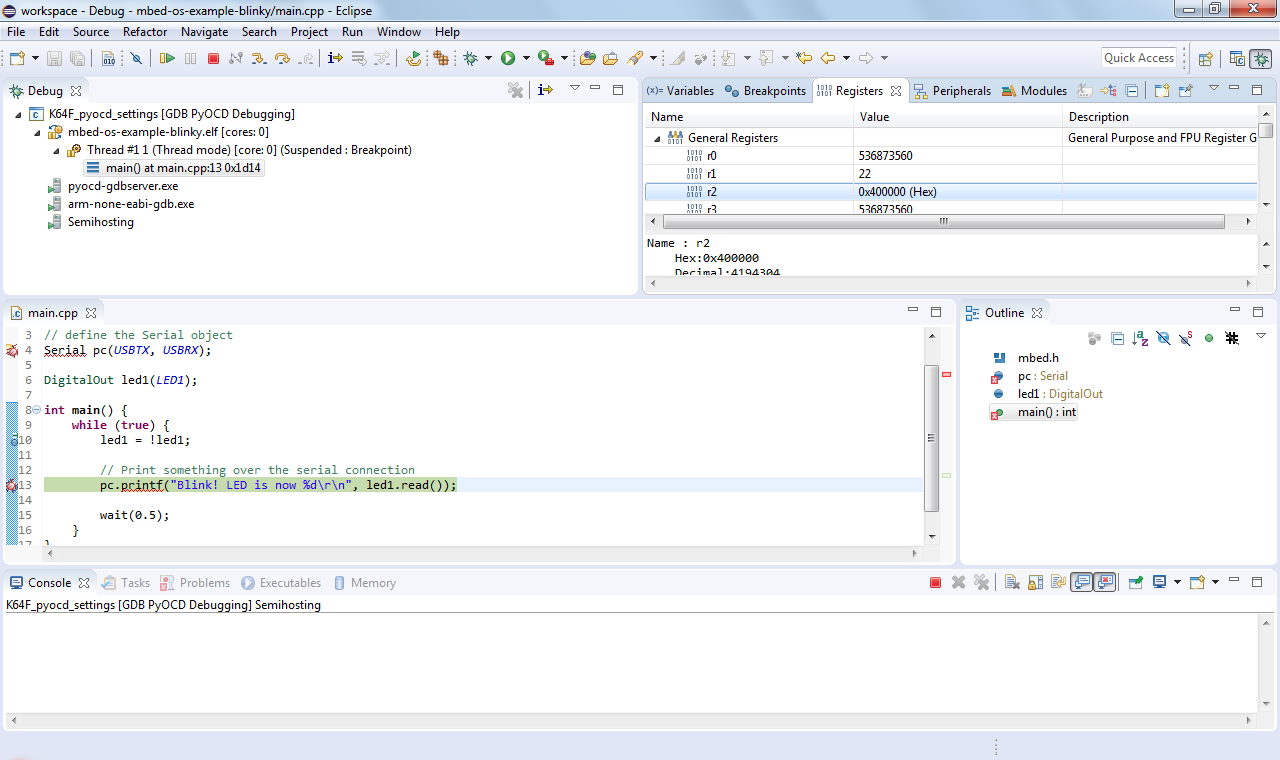 workspace - Debug - mbed-os-example-blinky/main.cpp - Eclipse
File Edit Source Refactor Navigate Search Project Run Window Help
Quick Access
Debug
K64F_pyocd_settings [GDB PyOCD Debugging]
mbed-os-example-blinky.elf [cores: 0]
Thread #1 1 (Thread mode) [core: 0] (Suspended : Breakpoint)
main() at main.cpp:13 0x1d14
pyocd-gdbserver.exe
arm-none-eabi-gdb.exe
Semihosting
(x)= Variables Breakpoints Registers Peripherals Modules
Name Value Description
General Registers General Purpose and FPU Register G
r0 536873560
r1 22
r2 0x400000 (Hex)
r3 536873560
Name : r2
Hex:0x400000
Decimal:4194304
main.cpp
3 // define the Serial object
4 Serial pc(USBTX, USBRX);
5
6 DigitalOut led1(LED1);
7
8 int main() {
9 while (true) {
10 led1 = !led1;
11
12 // Print something over the serial connection
13 pc.printf("Blink! LED is now %d\r\n", led1.read());
14
15 wait(0.5);
16 }
17 }
Outline
mbed.h
pc : Serial
led1 : DigitalOut
main() : int
Console Tasks Problems Executables Memory
K64F_pyocd_settings [GDB PyOCD Debugging] Semihosting